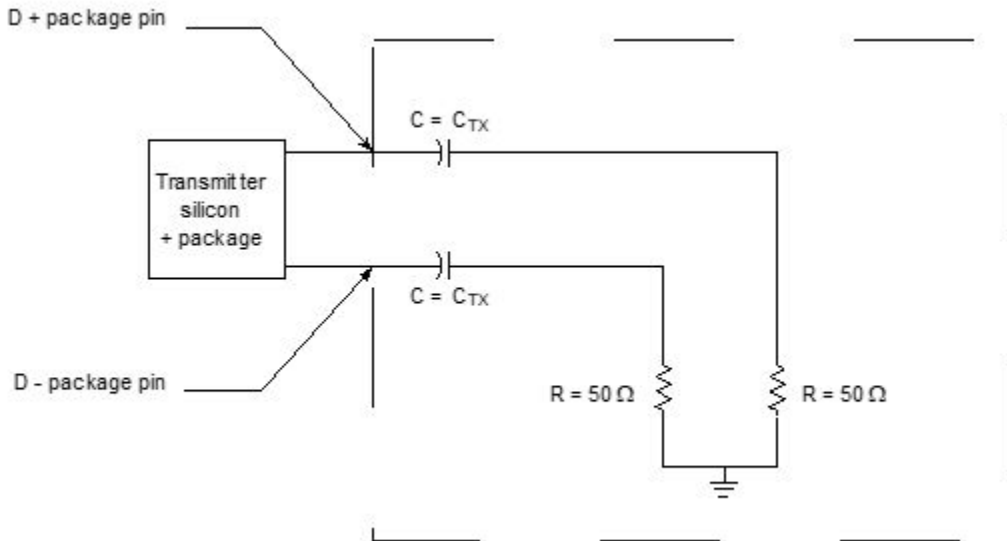 D + package pin
C = CTX
Transmitter
silicon
+ package
C = CTX
D - package pin
R = 50 Ω
R = 50 Ω